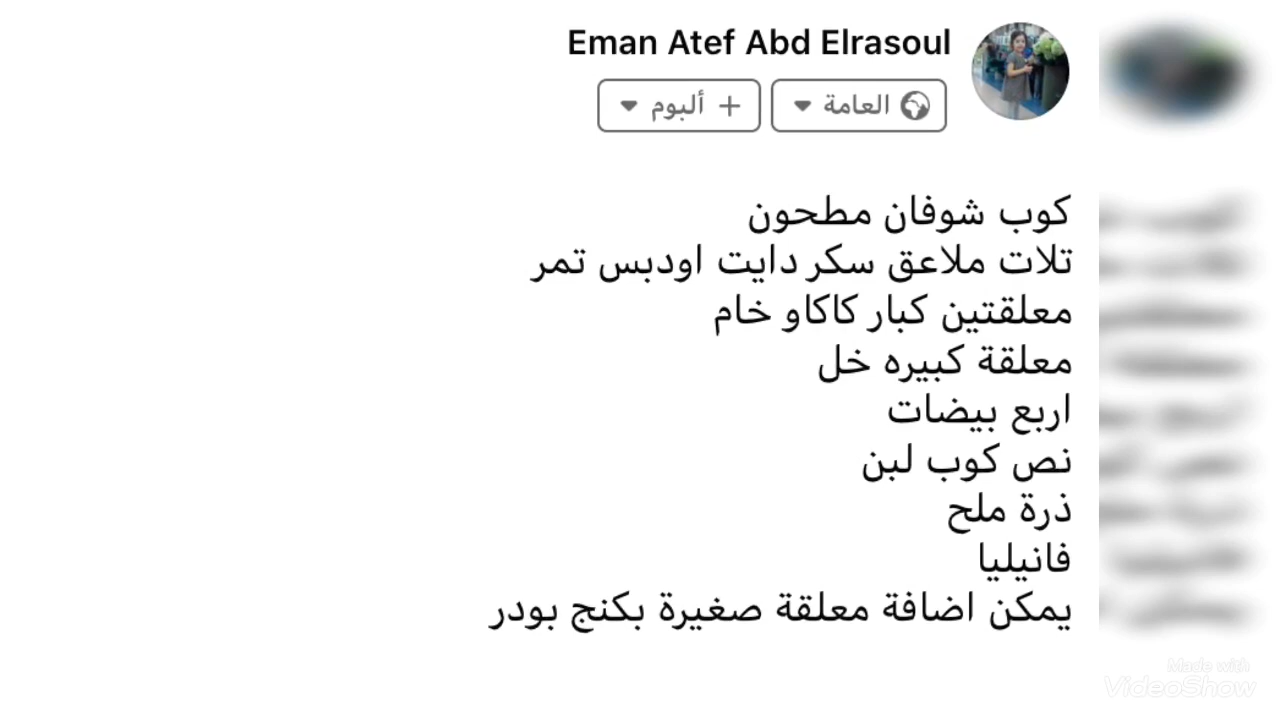 Eman Atef Abd Elrasoul
العامة
+ ألبوم
كوب شوفان مطحون
تلات ملاعق سكر دايت اودبس تمر
معلقتين كبار كاكاو خام
معلقة كبيره خل
اربع بيضات
نص كوب لبن
ذرة ملح
فانيليا
يمكن اضافة معلقة صغيرة بكنج بودر
Made with
VideoShow